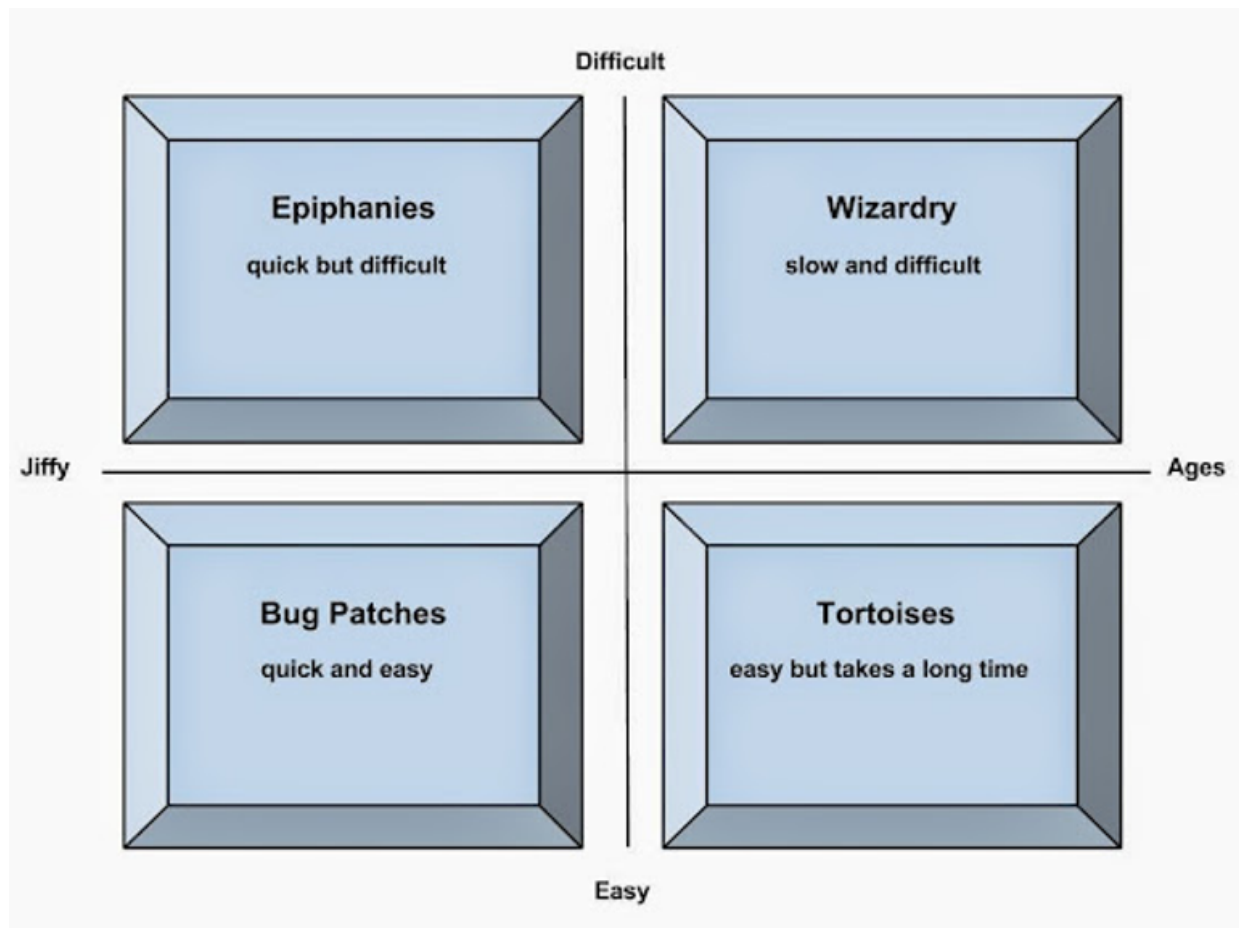 Difficult
Epiphanies
quick but difficult
Wizardry
slow and difficult
Jiffy
Ages
Bug Patches
quick and easy
Tortoises
easy but takes a long time
Easy